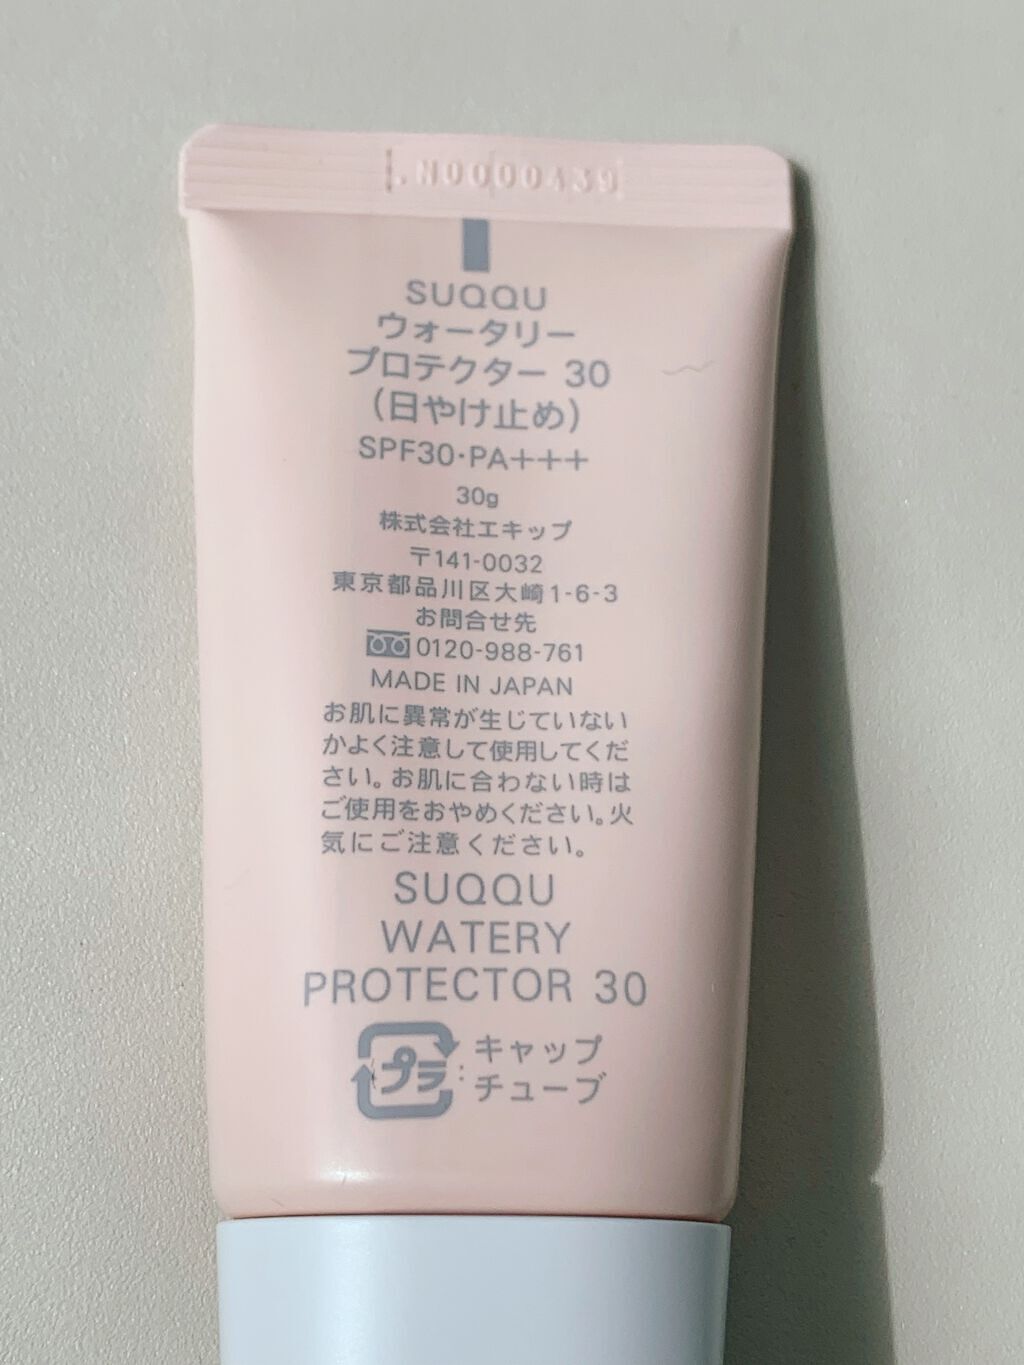 .N0000439
SUQQU
ウォータリー
プロテクター 30
（日やけ止め）
SPF30・PA+++
30g
株式会社エキップ
〒141-0032
東京都品川区大崎1-6-3
お問合せ先
0120-988-761
MADE IN JAPAN
お肌に異常が生じていない
かよく注意して使用してくだ
さい。お肌に合わない時は
ご使用をおやめください。火
気にご注意ください。
SUQQU
WATERY
PROTECTOR 30
プラ : キャップ
チューブ